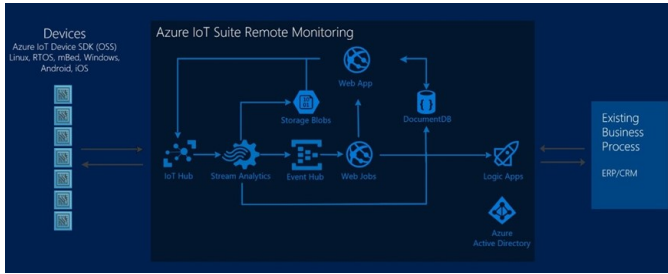 Devices
Azure IoT Device SDK (OSS)
Linux, RTOS, mBed, Windows,
Android, iOS
Azure IoT Suite Remote Monitoring
Web App
Storage Blobs
DocumentDB
IoT Hub
Stream Analytics
Event Hub
Web Jobs
Logic Apps
Azure
Active Directory
Existing
Business
Process
ERP/CRM